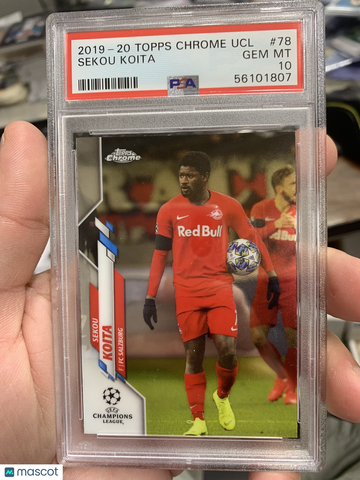 2019-20 TOPPS CHROME UCL #78
SEKOU KOITA GEM MT
10
PSA 56101807
Topps
Chrome
Red Bull
SEKOU
KOITA
FC SALZBURG
UEFA
CHAMPIONS
LEAGUE
mascot